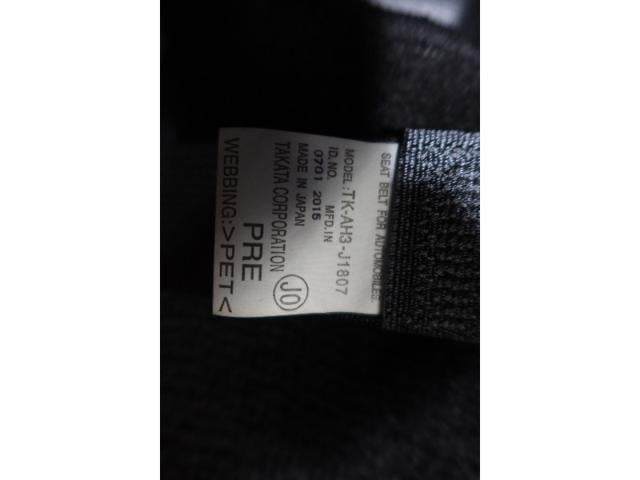 SEAT BELT FOR AUTOMOBILES.
MODEL:TK-AH3-J1807
ID.NO. MFD.IN
0701 2015
MADE IN JAPAN
TAKATA CORPORATION JO
PRE
WEBBING:>PET<